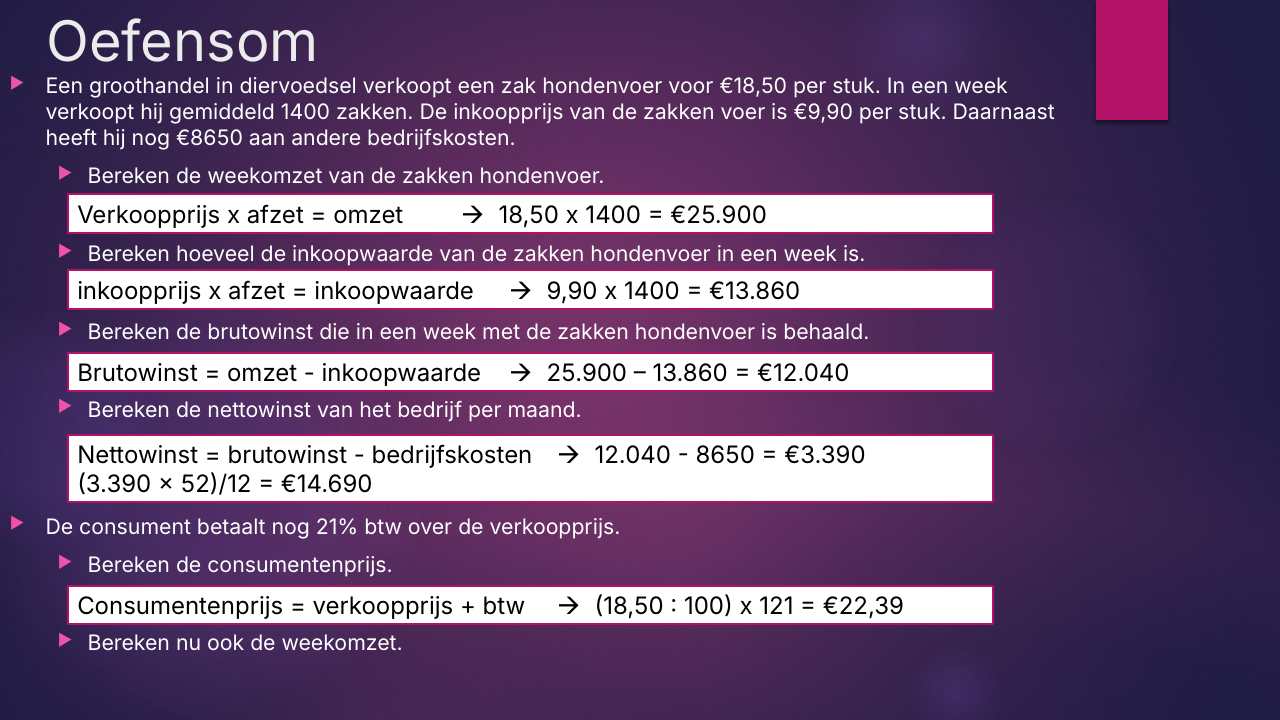 Oefensom
Een groothandel in diervoedsel verkoopt een zak hondenvoer voor €18,50 per stuk. In een week
verkoopt hij gemiddeld 1400 zakken. De inkoopprijs van de zakken voer is €9,90 per stuk. Daarnaast
heeft hij nog €8650 aan andere bedrijfskosten.
Bereken de weekomzet van de zakken hondenvoer.
Verkoopprijs x afzet = omzet → 18,50 x 1400 = €25.900
Bereken hoeveel de inkoopwaarde van de zakken hondenvoer in een week is.
inkoopprijs x afzet = inkoopwaarde → 9,90 x 1400 = €13.860
Bereken de brutowinst die in een week met de zakken hondenvoer is behaald.
Brutowinst = omzet - inkoopwaarde → 25.900 – 13.860 = €12.040
Bereken de nettowinst van het bedrijf per maand.
Nettowinst = brutowinst - bedrijfskosten → 12.040 - 8650 = €3.390
(3.390 × 52)/12 = €14.690
De consument betaalt nog 21% btw over de verkoopprijs.
Bereken de consumentenprijs.
Consumentenprijs = verkoopprijs + btw → (18,50 : 100) x 121 = €22,39
Bereken nu ook de weekomzet.